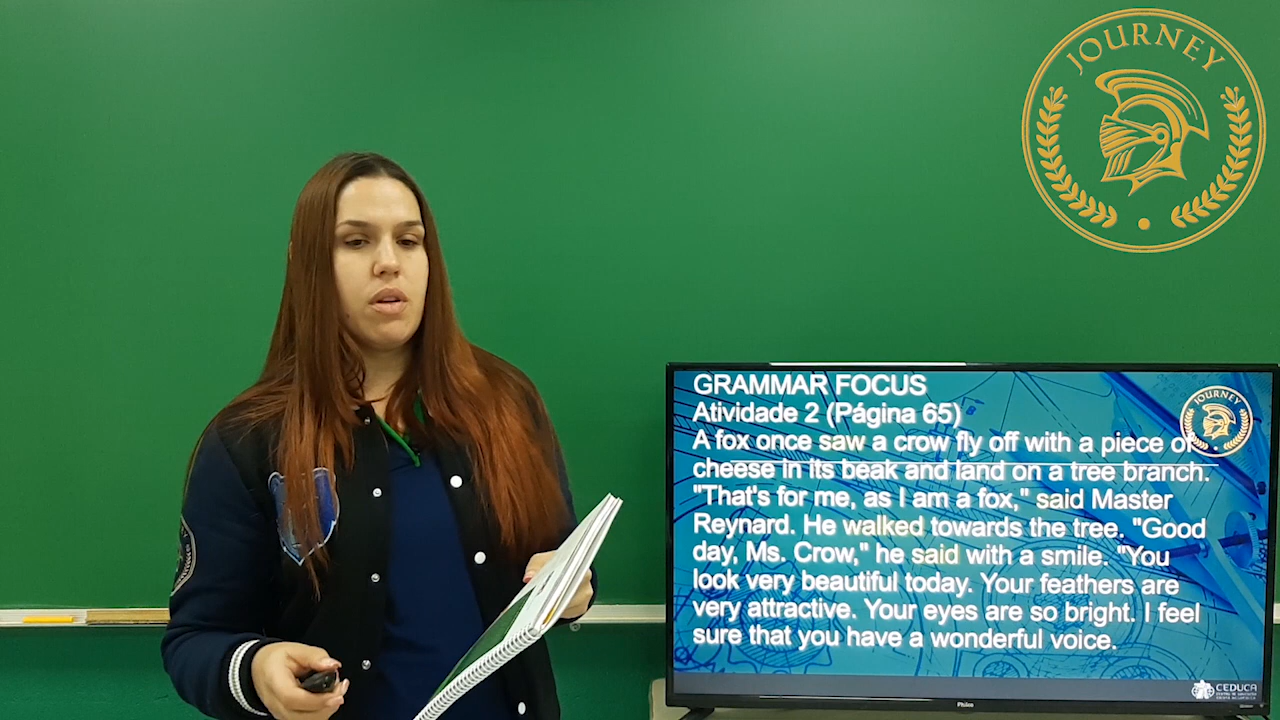 JOURNEY
GRAMMAR FOCUS
Atividade 2 (Página 65)
A fox once saw a crow fly off with a piece of
cheese in its beak and land on a tree branch.
"That's for me, as I am a fox," said Master
Reynard. He walked towards the tree. "Good
day, Ms. Crow," he said with a smile. "You
look very beautiful today. Your feathers are
very attractive. Your eyes are so bright. I feel
sure that you have a wonderful voice.
JOURNEY
CEDUCA
Philco